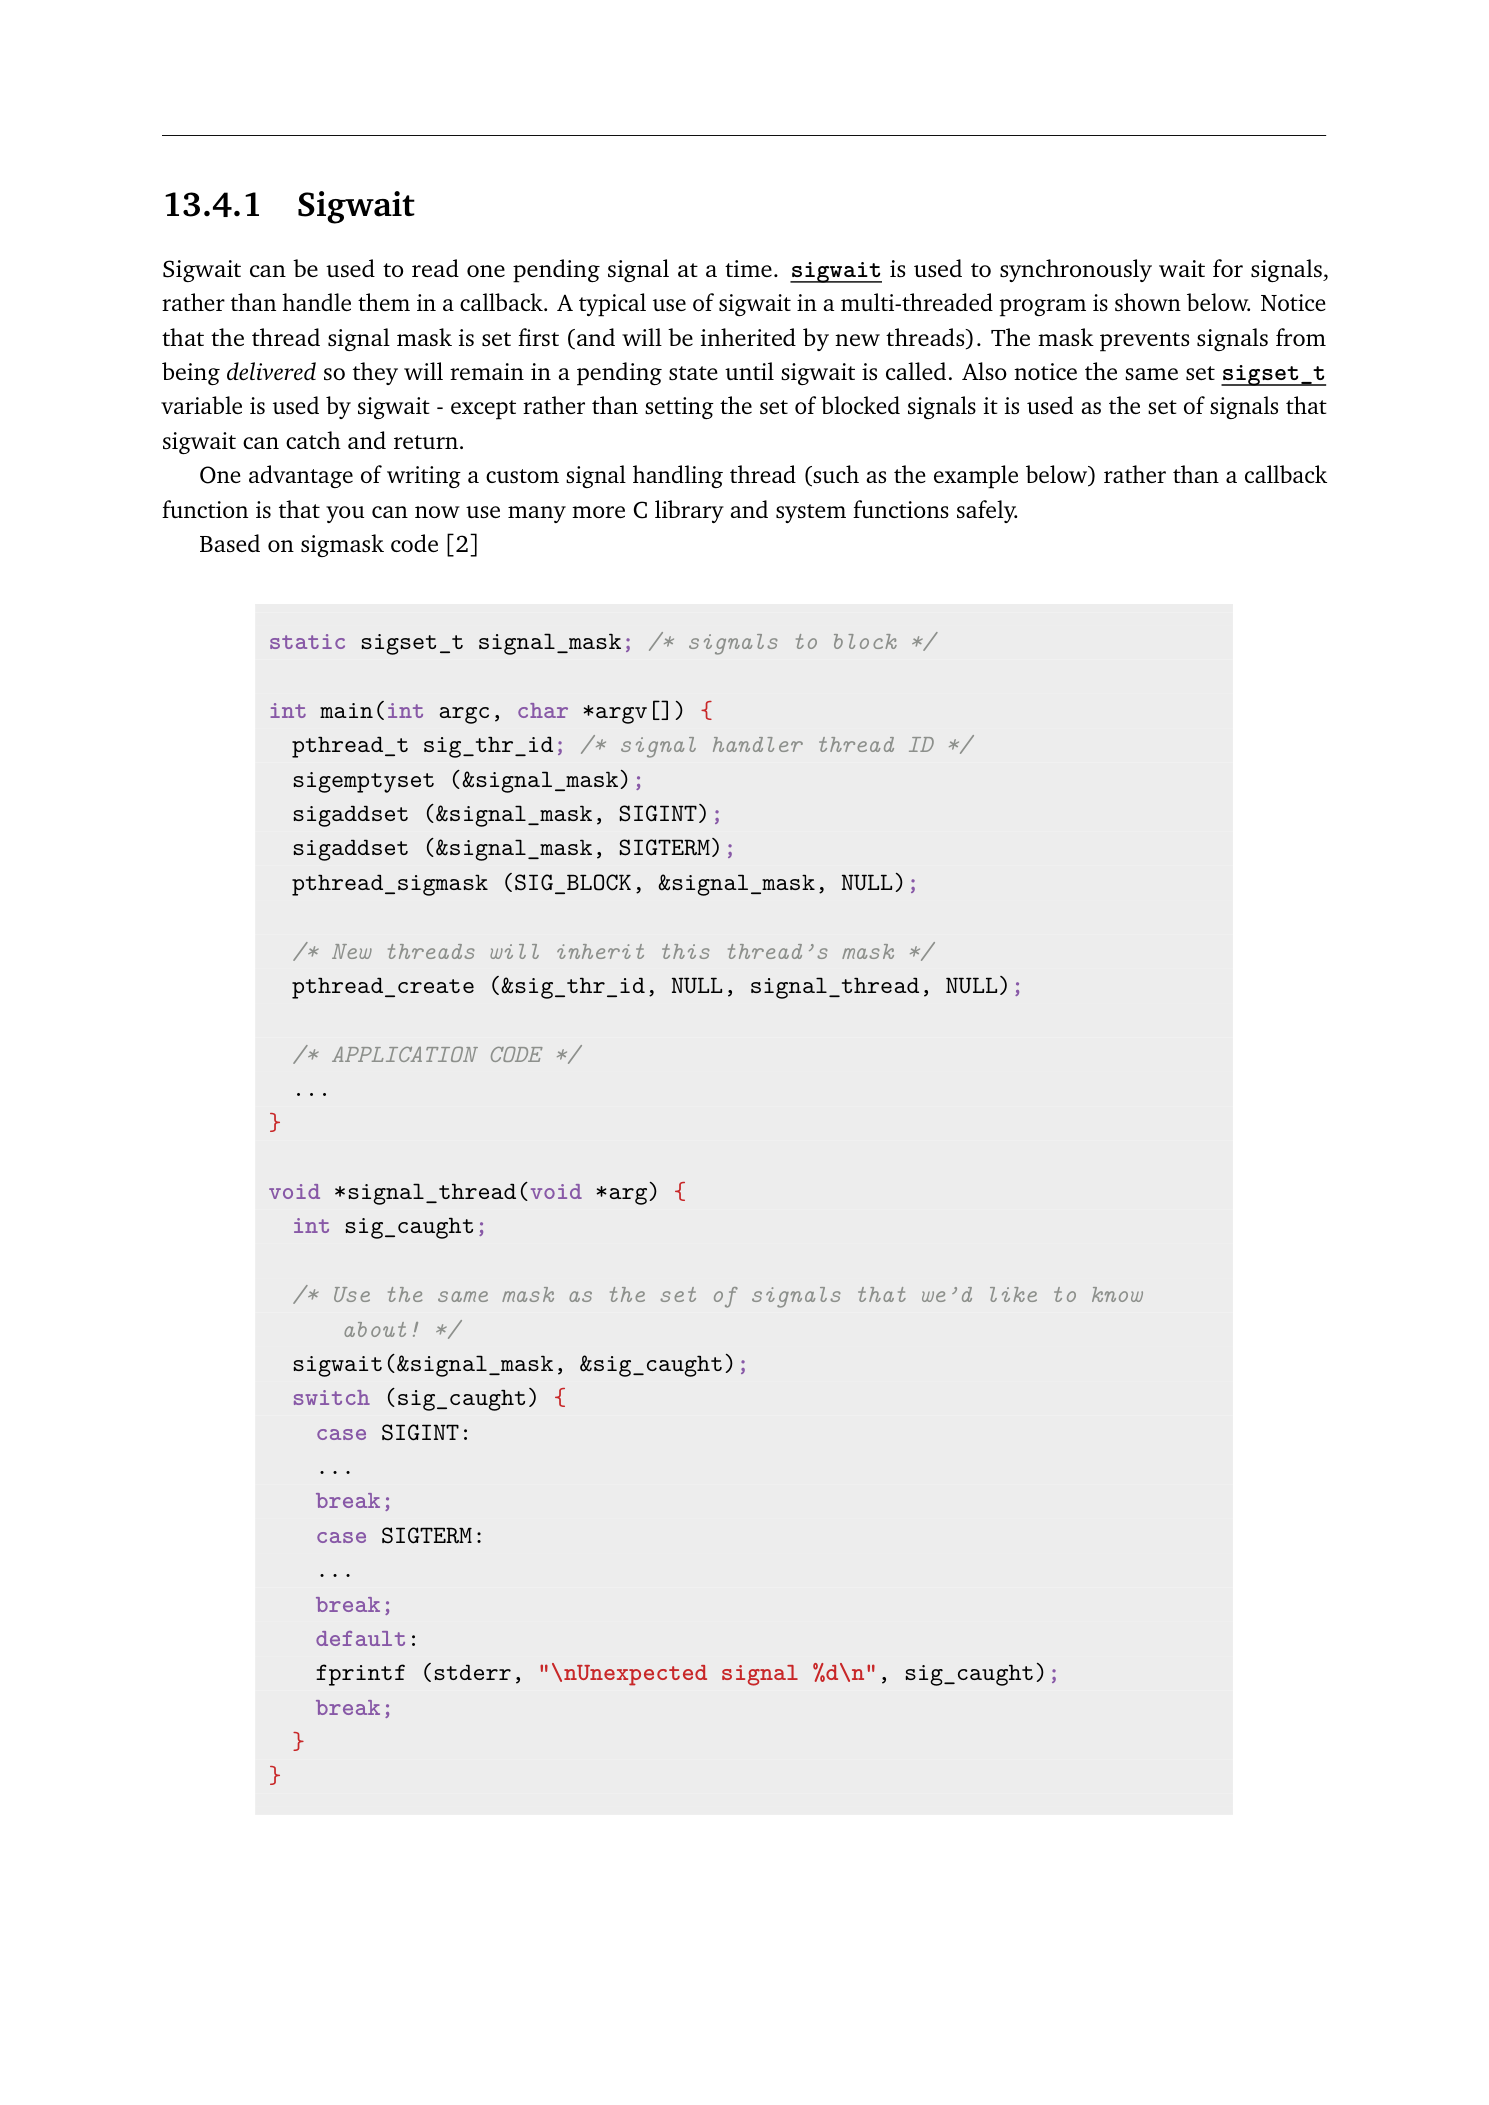 13.4.1 Sigwait
Sigwait can be used to read one pending signal at a time. sigwait is used to synchronously wait for signals,
rather than handle them in a callback. A typical use of sigwait in a multi-threaded program is shown below. Notice
that the thread signal mask is set first (and will be inherited by new threads). The mask prevents signals from
being delivered so they will remain in a pending state until sigwait is called. Also notice the same set sigset_t
variable is used by sigwait - except rather than setting the set of blocked signals it is used as the set of signals that
sigwait can catch and return.
One advantage of writing a custom signal handling thread (such as the example below) rather than a callback
function is that you can now use many more C library and system functions safely.
Based on sigmask code [2]
static sigset_t signal_mask; /* signals to block */
int main(int argc, char *argv[]) {
pthread_t sig_thr_id; /* signal handler thread ID */
sigemptyset (&signal_mask);
sigaddset (&signal_mask, SIGINT);
sigaddset (&signal_mask, SIGTERM);
pthread_sigmask (SIG_BLOCK, &signal_mask, NULL);
/* New threads will inherit this thread's mask */
pthread_create (&sig_thr_id, NULL, signal_thread, NULL);
/* APPLICATION CODE */
...
}
void *signal_thread(void *arg) {
int sig_caught;
/* Use the same mask as the set of signals that we'd like to know
about! */
sigwait(&signal_mask, &sig_caught);
switch (sig_caught) {
case SIGINT:
...
break;
case SIGTERM:
...
break;
default:
fprintf (stderr, "\nUnexpected signal %d\n", sig_caught);
break;
}
}